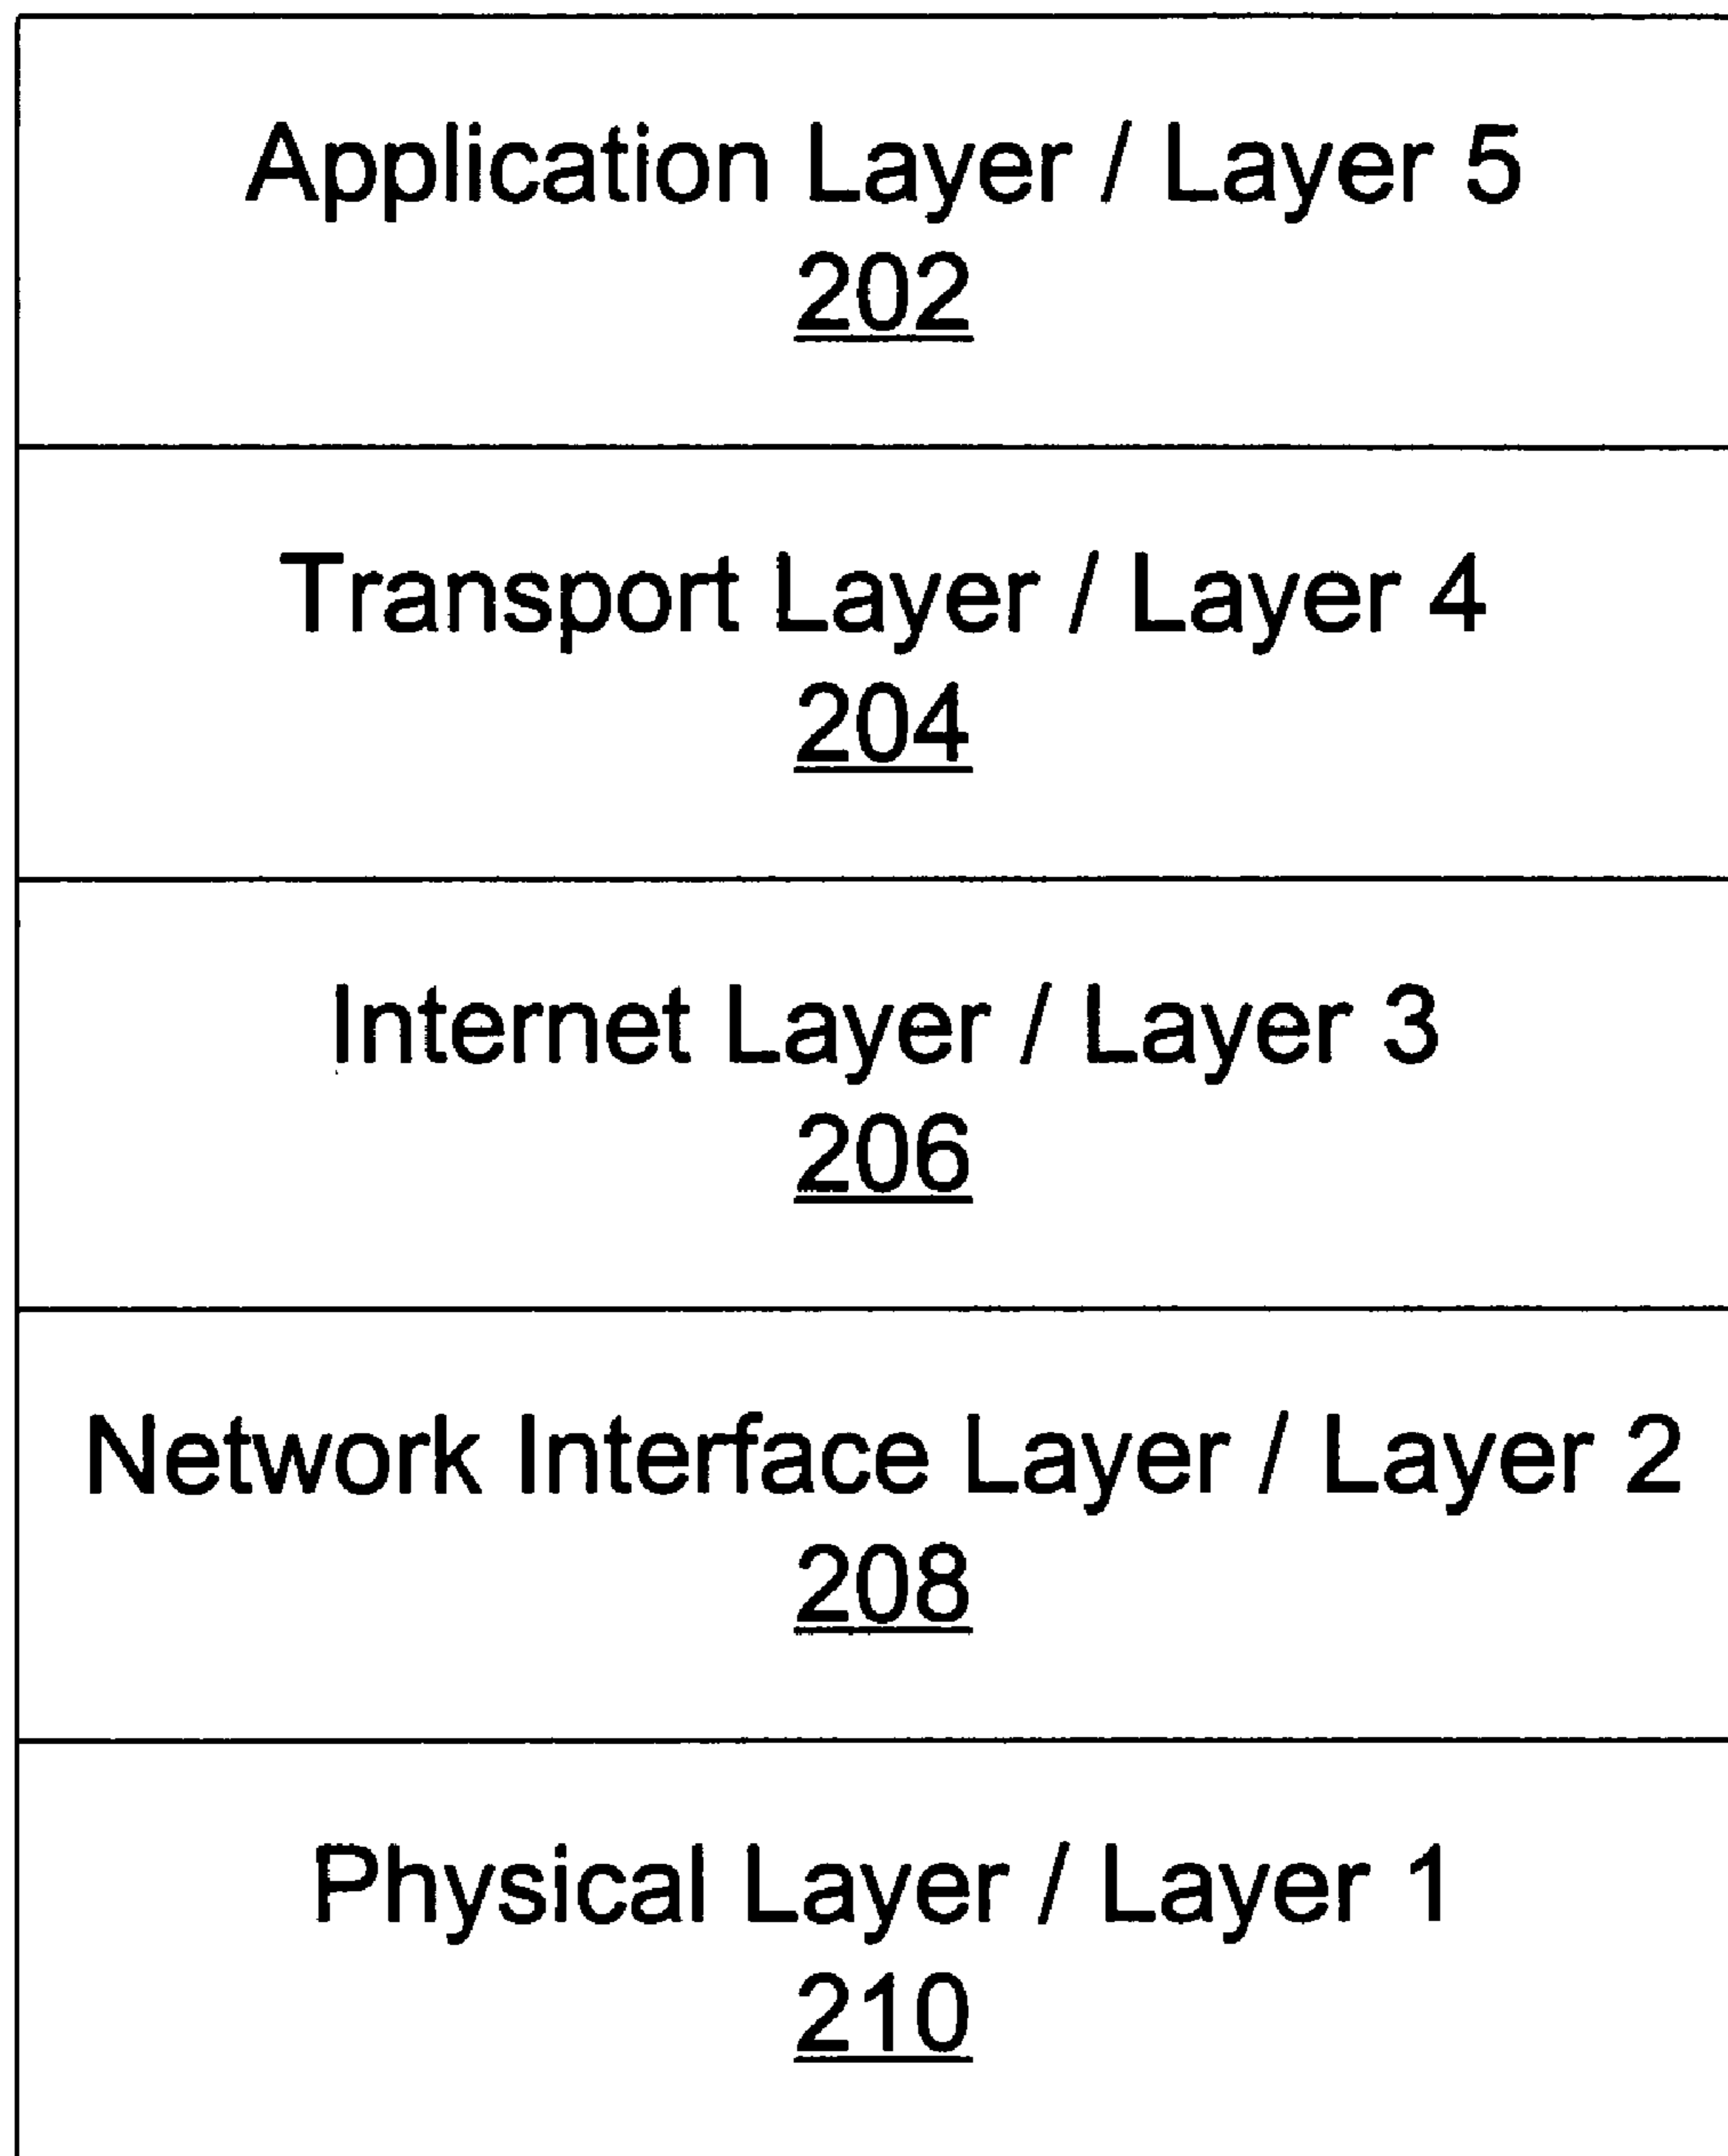 Application Layer / Layer 5
202
Transport Layer / Layer 4
204
Internet Layer / Layer 3
206
Network Interface Layer / Layer 2
208
Physical Layer / Layer 1
210